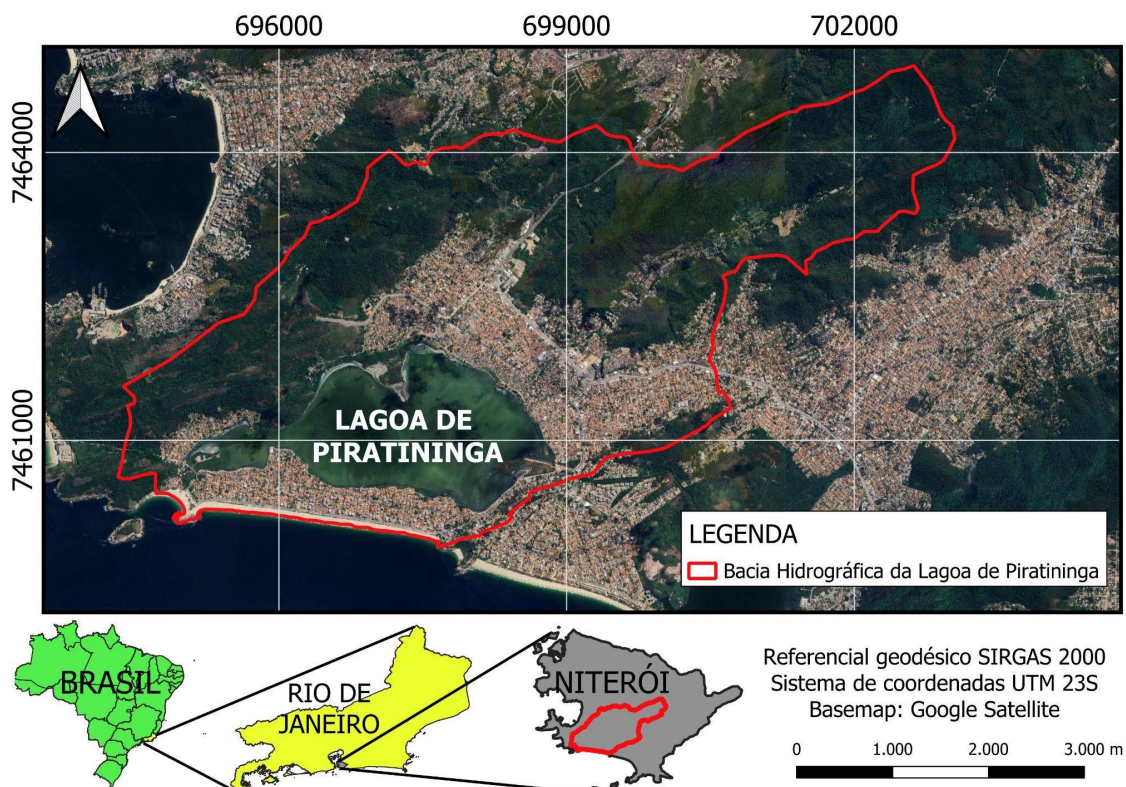 696000 699000 702000
7464000
7461000
LAGOA DE
PIRATININGA
LEGENDA
Bacia Hidrográfica da Lagoa de Piratininga
BRASIL
RIO DE
JANEIRO
NITERÓI
Referencial geodésico SIRGAS 2000
Sistema de coordenadas UTM 23S
Basemap: Google Satellite
0 1.000 2.000 3.000 m